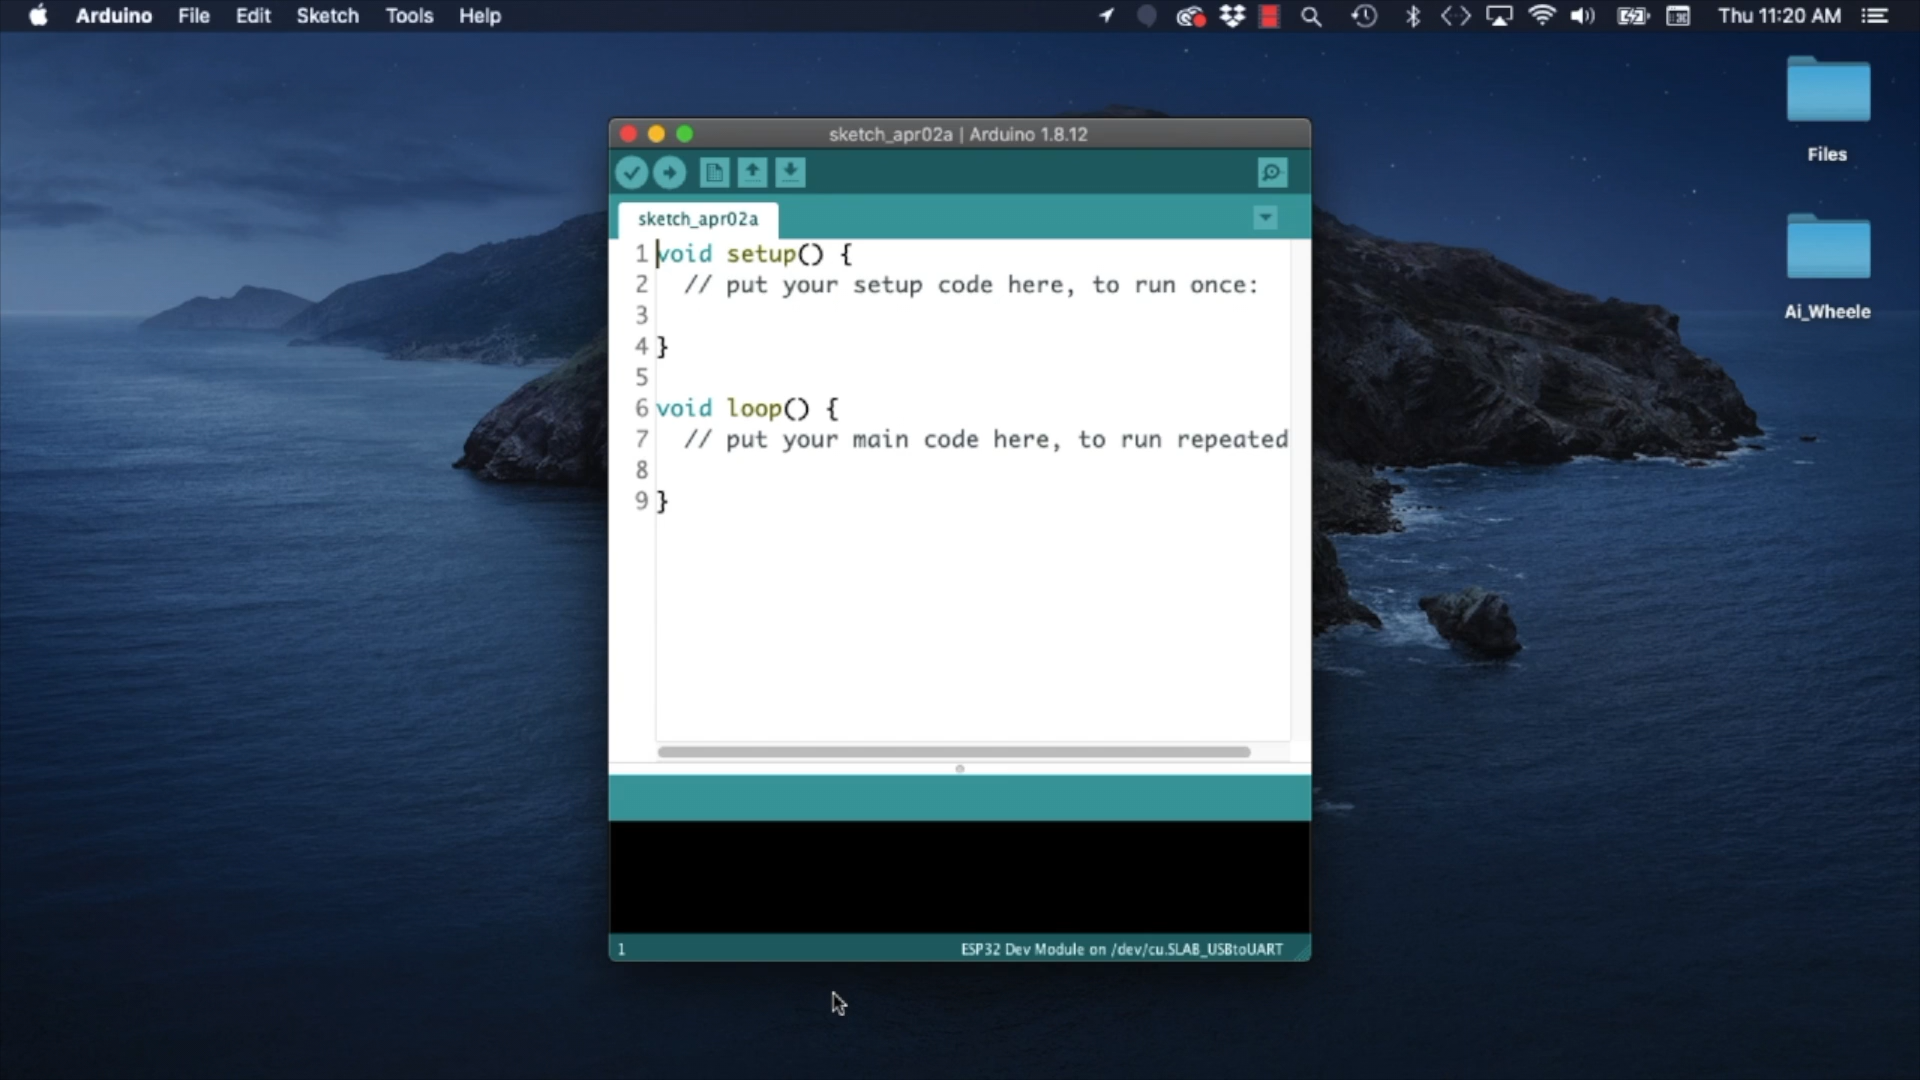 Arduino File Edit Sketch Tools Help Thu 11:20 AM
Files
Ai_Wheele
sketch_apr02a | Arduino 1.8.12
sketch_apr02a
1 void setup() {
2 // put your setup code here, to run once:
3
4 }
5
6 void loop() {
7 // put your main code here, to run repeated
8
9 }
1 ESP32 Dev Module on /dev/cu.SLAB_USBtoUART